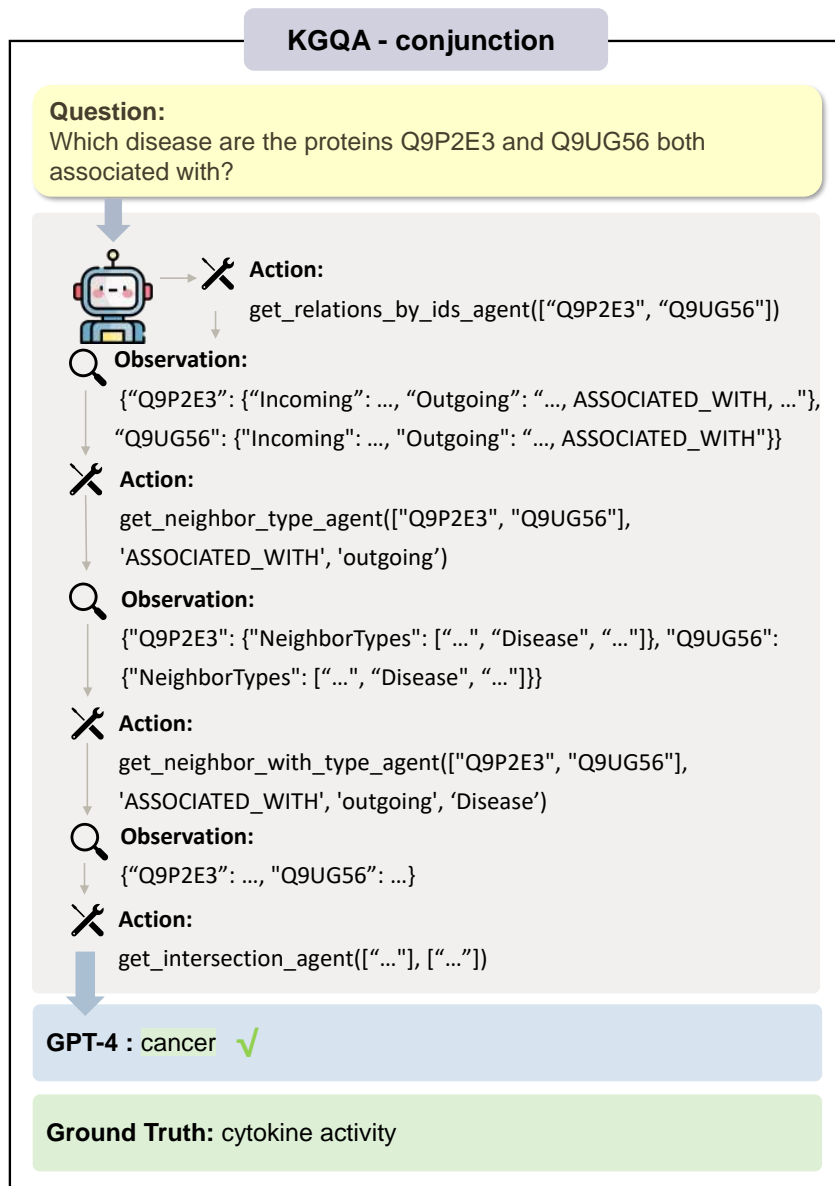 KGQA - conjunction
Question:
Which disease are the proteins Q9P2E3 and Q9UG56 both
associated with?
Action:
get_relations_by_ids_agent([“Q9P2E3", “Q9UG56"])
Observation:
{“Q9P2E3”: {“Incoming”: …, “Outgoing”: “…, ASSOCIATED_WITH, …"},
“Q9UG56": {"Incoming": …, "Outgoing": “…, ASSOCIATED_WITH"}}
Action:
get_neighbor_type_agent(["Q9P2E3", "Q9UG56"],
'ASSOCIATED_WITH', 'outgoing’)
Observation:
{"Q9P2E3": {"NeighborTypes": [“…", “Disease", “…"]}, "Q9UG56":
{"NeighborTypes": [“…", “Disease", “…"]}}
Action:
get_neighbor_with_type_agent(["Q9P2E3", "Q9UG56"],
'ASSOCIATED_WITH', 'outgoing', ‘Disease’)
Observation:
{“Q9P2E3”: …, "Q9UG56”: …}
Action:
get_intersection_agent([“…"], [“…”])
GPT-4 : cancer √
Ground Truth: cytokine activity